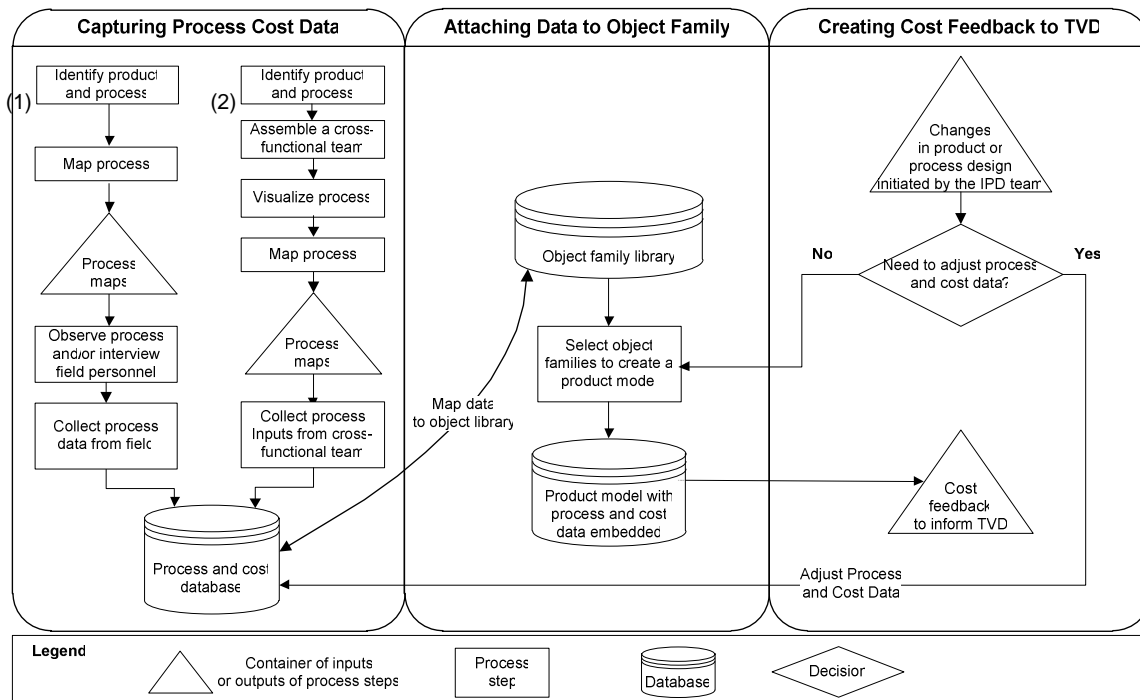 Capturing Process Cost Data
Attaching Data to Object Family
Creating Cost Feedback to TVD
(1)
Identify product
and process
Map process
Process
maps
Observe process
and/or interview
field personnel
Collect process
data from field
(2)
Identify product
and process
Assemble a cross-
functional team
Visualize process
Map process
Process
maps
Collect process
Inputs from cross-
functional team
Process and cost
database
Map data
to object library
Object family library
Select object
families to create a
product mode
Product model with
process and cost
data embedded
Changes
in product or
process design
initiated by the IPD team
No
Need to adjust process
and cost data?
Yes
Cost
feedback
to inform TVD
Adjust Process
and Cost Data
Legend
Container of inputs
or outputs of process steps
Process
step
Database
Decision